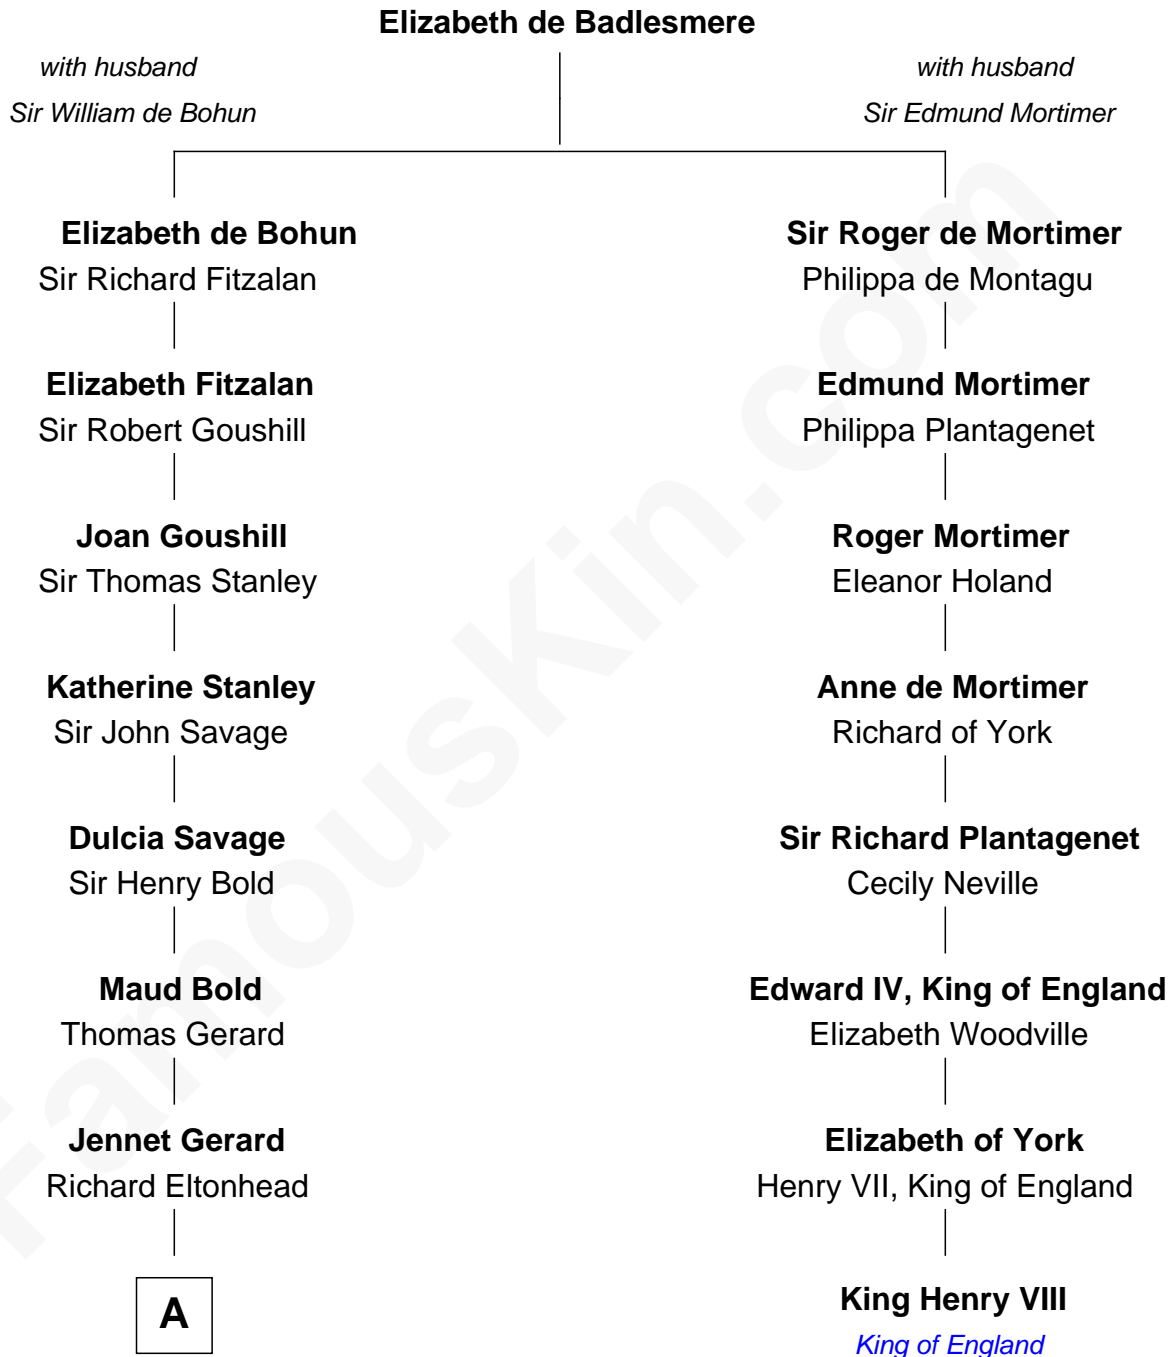 Elizabeth de Badlesmere
with husband
Sir William de Bohun
with husband
Sir Edmund Mortimer
Elizabeth de Bohun
Sir Richard Fitzalan
Sir Roger de Mortimer
Philippa de Montagu
Elizabeth Fitzalan
Sir Robert Goushill
Edmund Mortimer
Philippa Plantagenet
Joan Goushill
Sir Thomas Stanley
Roger Mortimer
Eleanor Holand
Katherine Stanley
Sir John Savage
Anne de Mortimer
Richard of York
Dulcia Savage
Sir Henry Bold
Sir Richard Plantagenet
Cecily Neville
Maud Bold
Thomas Gerard
Edward IV, King of England
Elizabeth Woodville
Jennet Gerard
Richard Eltonhead
Elizabeth of York
Henry VII, King of England
A
King Henry VIII
King of England
FamousKin.com